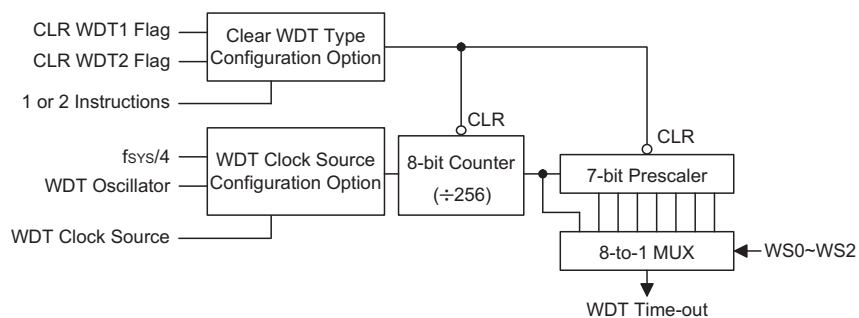 CLR WDT1 Flag
CLR WDT2 Flag
1 or 2 Instructions
Clear WDT Type
Configuration Option
CLR
CLR
fSYS/4
WDT Oscillator
WDT Clock Source
WDT Clock Source
Configuration Option
8-bit Counter
(÷256)
7-bit Prescaler
8-to-1 MUX
WS0~WS2
WDT Time-out